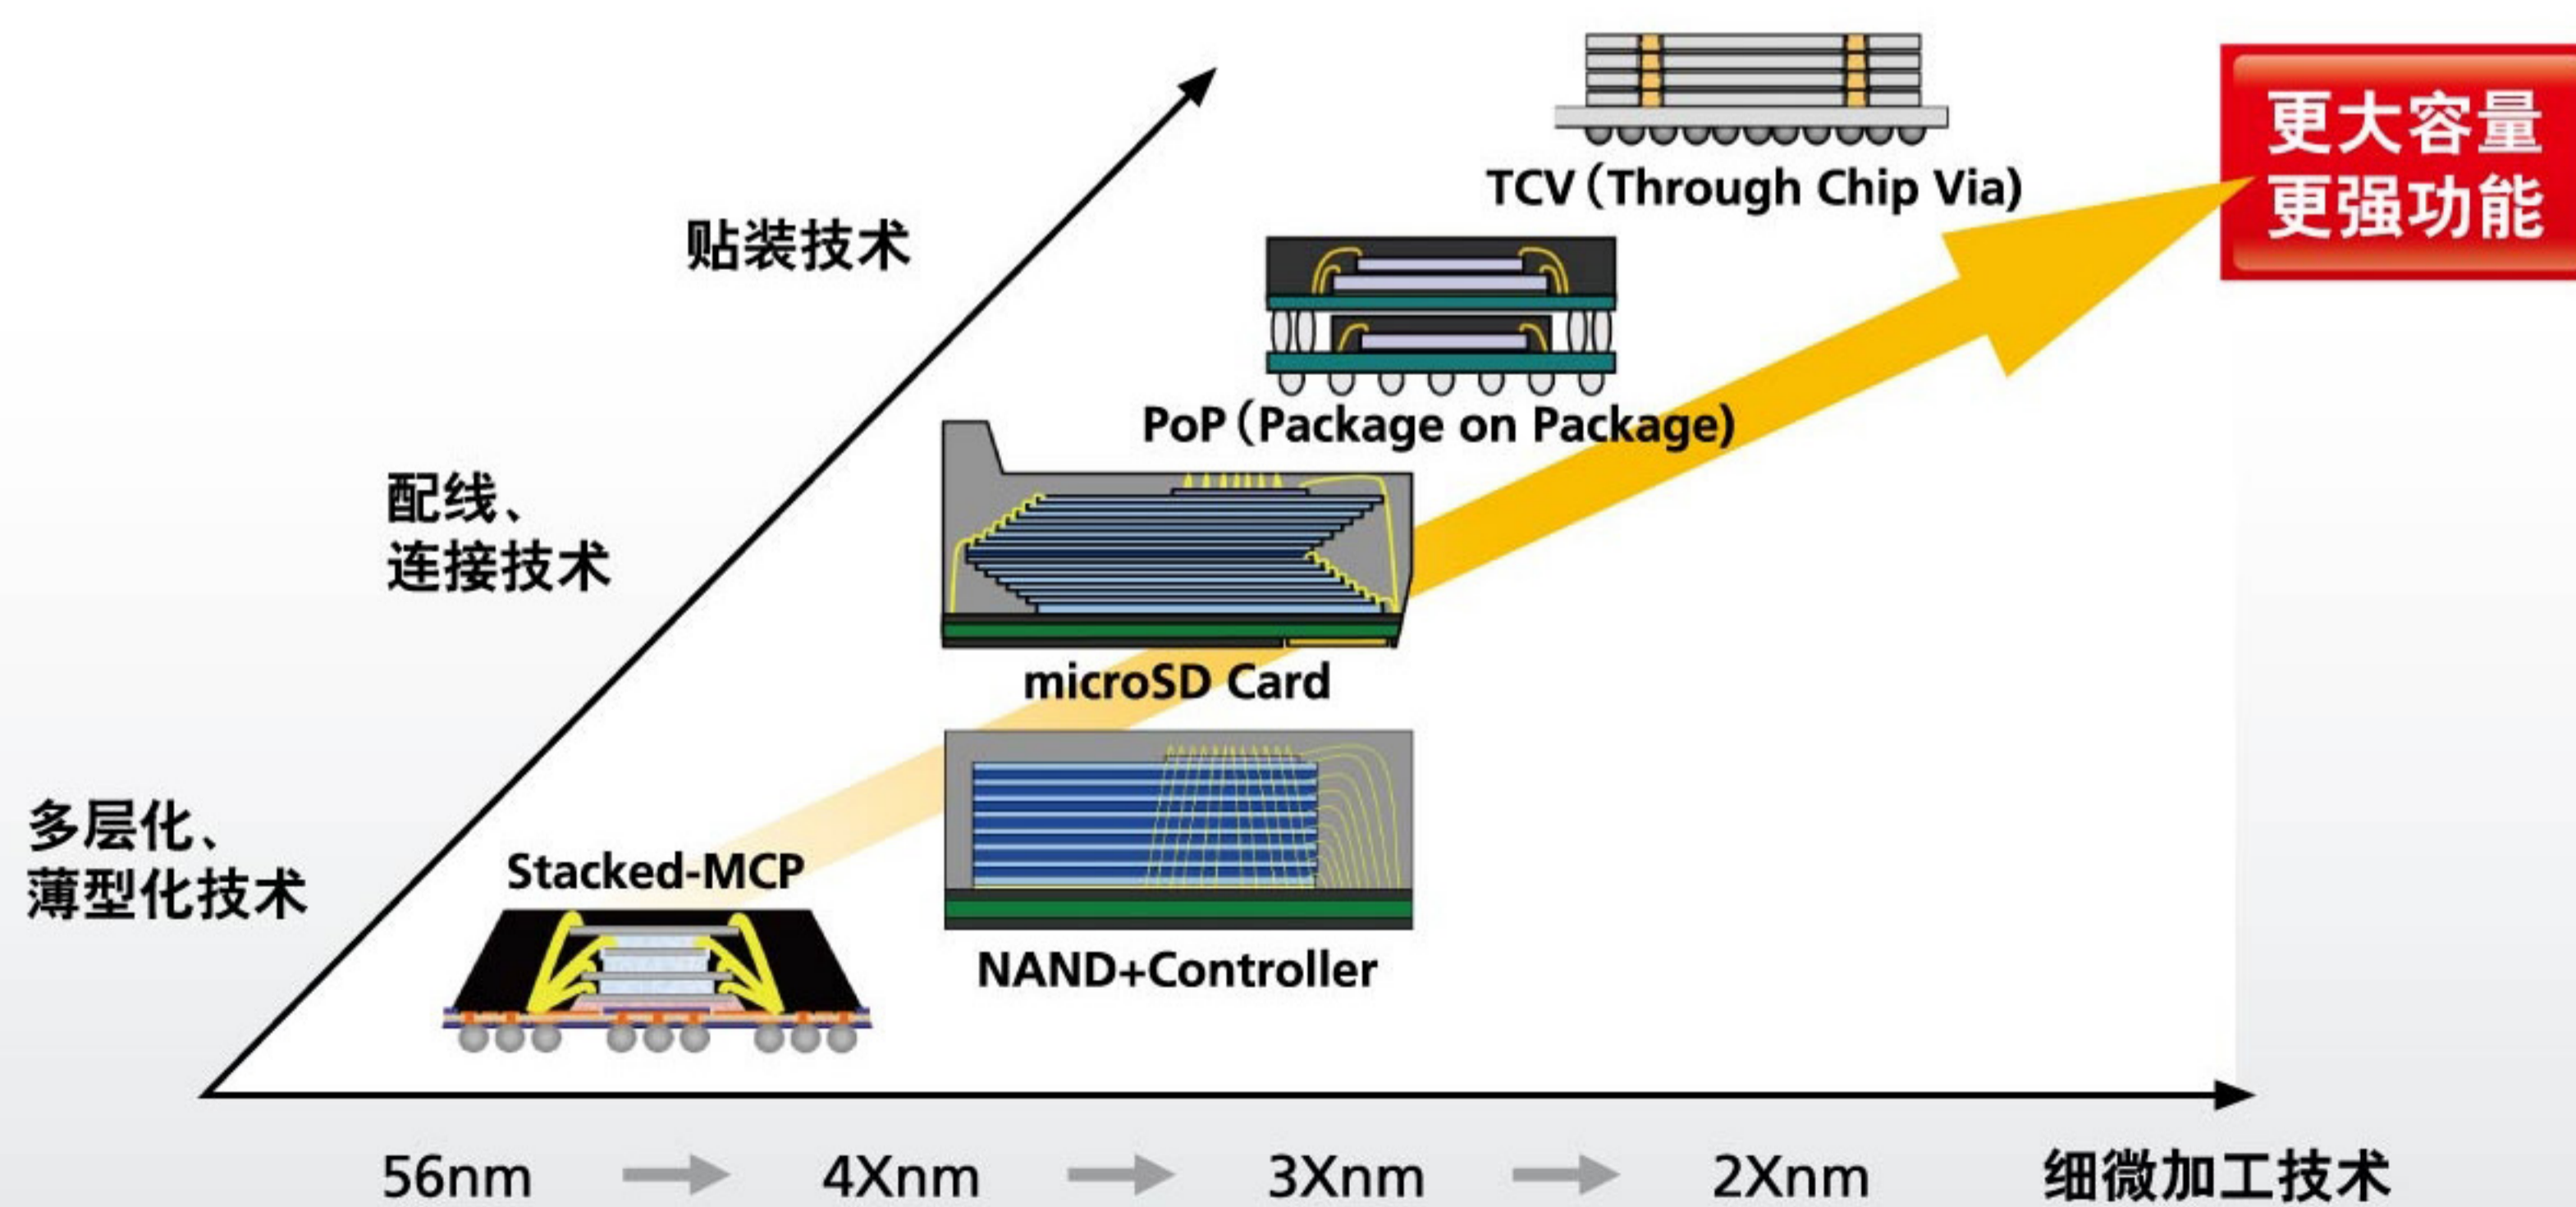 更大容量
更强功能
TCV（Through Chip Via)
贴装技术
PoP（Package on Package)
配线、
连接技术
microSD Card
多层化、
薄型化技术
Stacked-MCP
NAND+Controller
56nm
4Xnm
3Xnm
2Xnm
细微加工技术